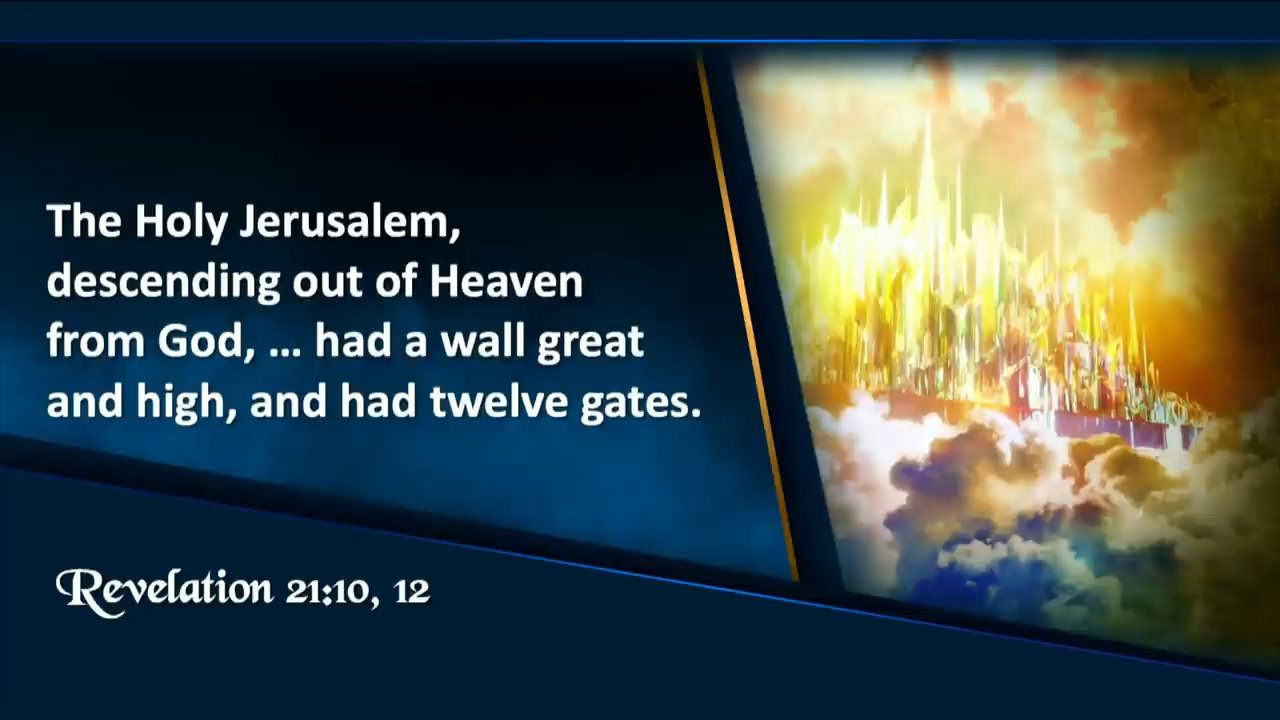 The Holy Jerusalem,
descending out of Heaven
from God, ... had a wall great
and high, and had twelve gates.
Revelation 21:10, 12